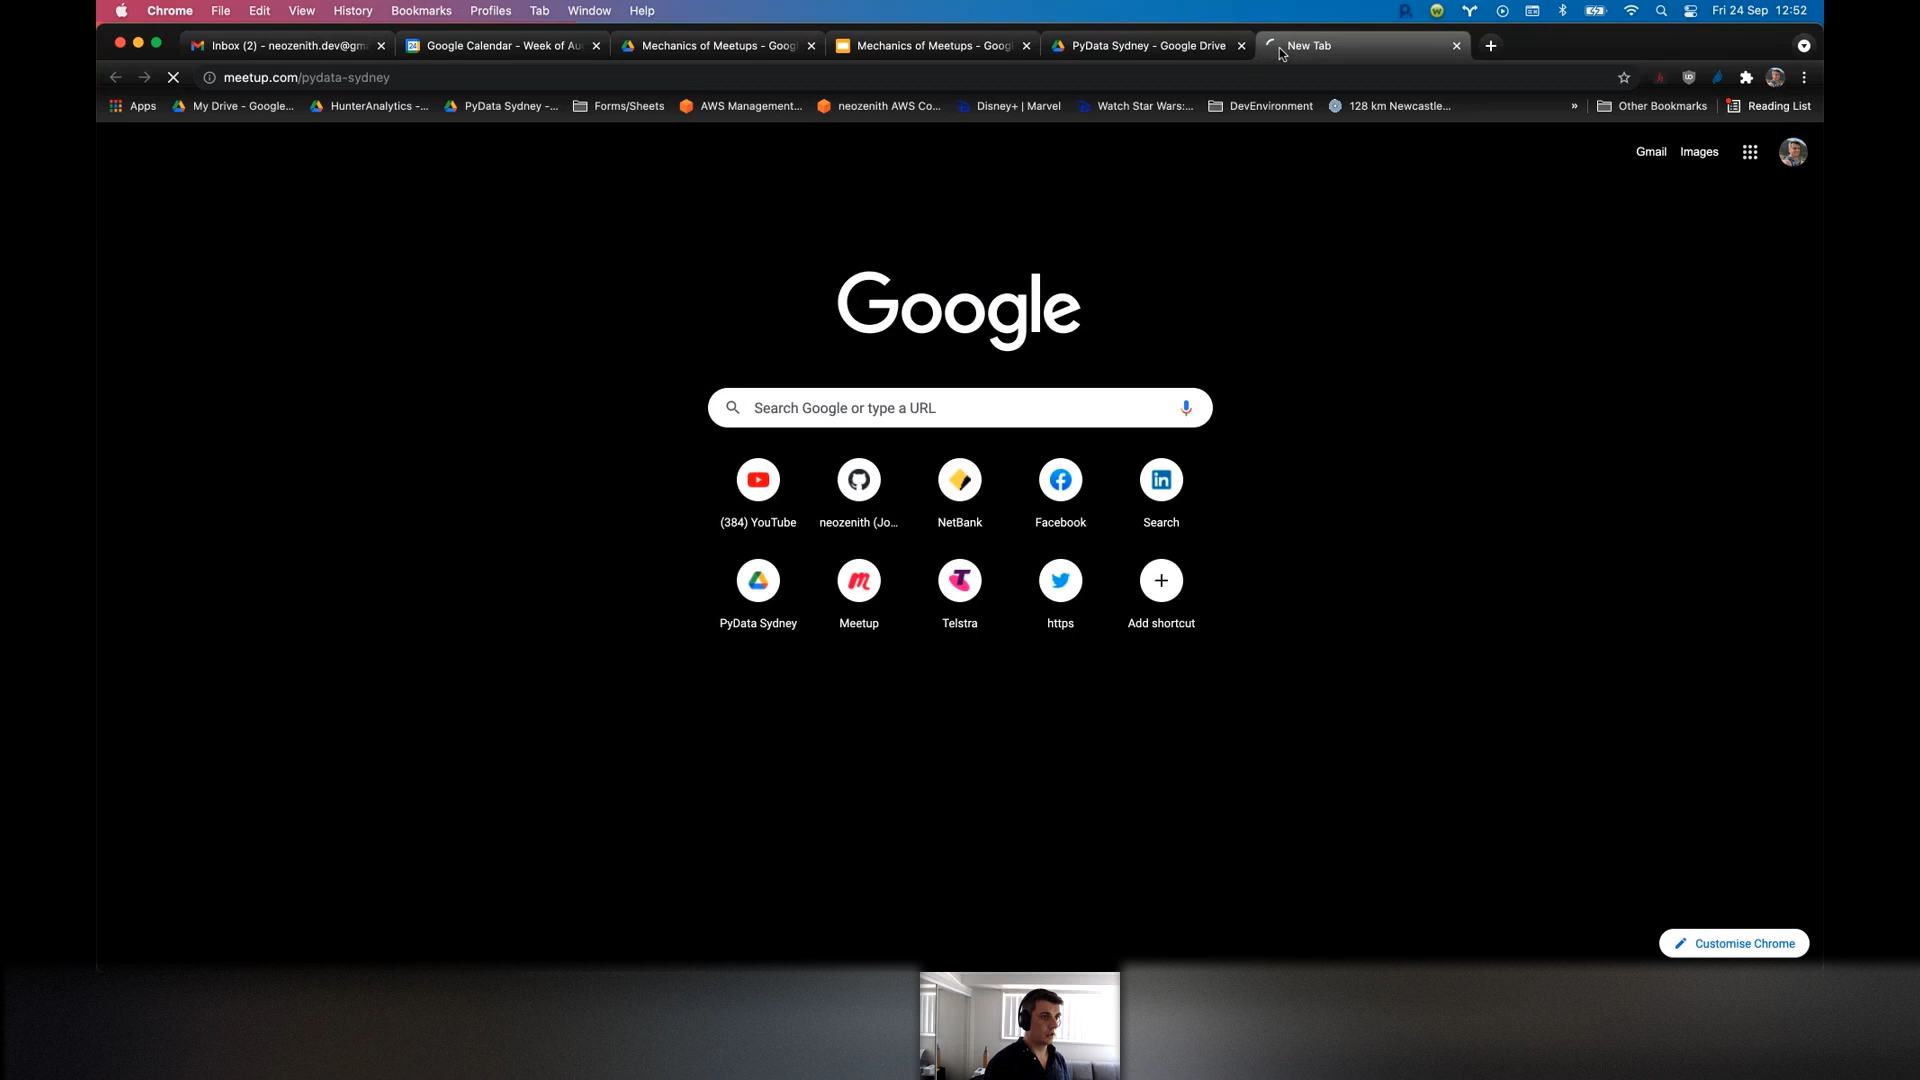 Chrome File Edit View History Bookmarks Profiles Tab Window Help Fri 24 Sep 12:52
Inbox (2) - neozenith.dev@gm Google Calendar - Week of Au Mechanics of Meetups - Googl Mechanics of Meetups - Googl PyData Sydney - Google Drive New Tab
meetup.com/pydata-sydney
Apps My Drive - Google... HunterAnalytics -... PyData Sydney -... Forms/Sheets AWS Management... neozenith AWS Co... Disney+ | Marvel Watch Star Wars:... DevEnvironment 128 km Newcastle... » Other Bookmarks Reading List
Gmail Images
Google
Search Google or type a URL
(384) YouTube neozenith (Jo... NetBank Facebook Search
PyData Sydney Meetup Telstra https Add shortcut
Customise Chrome